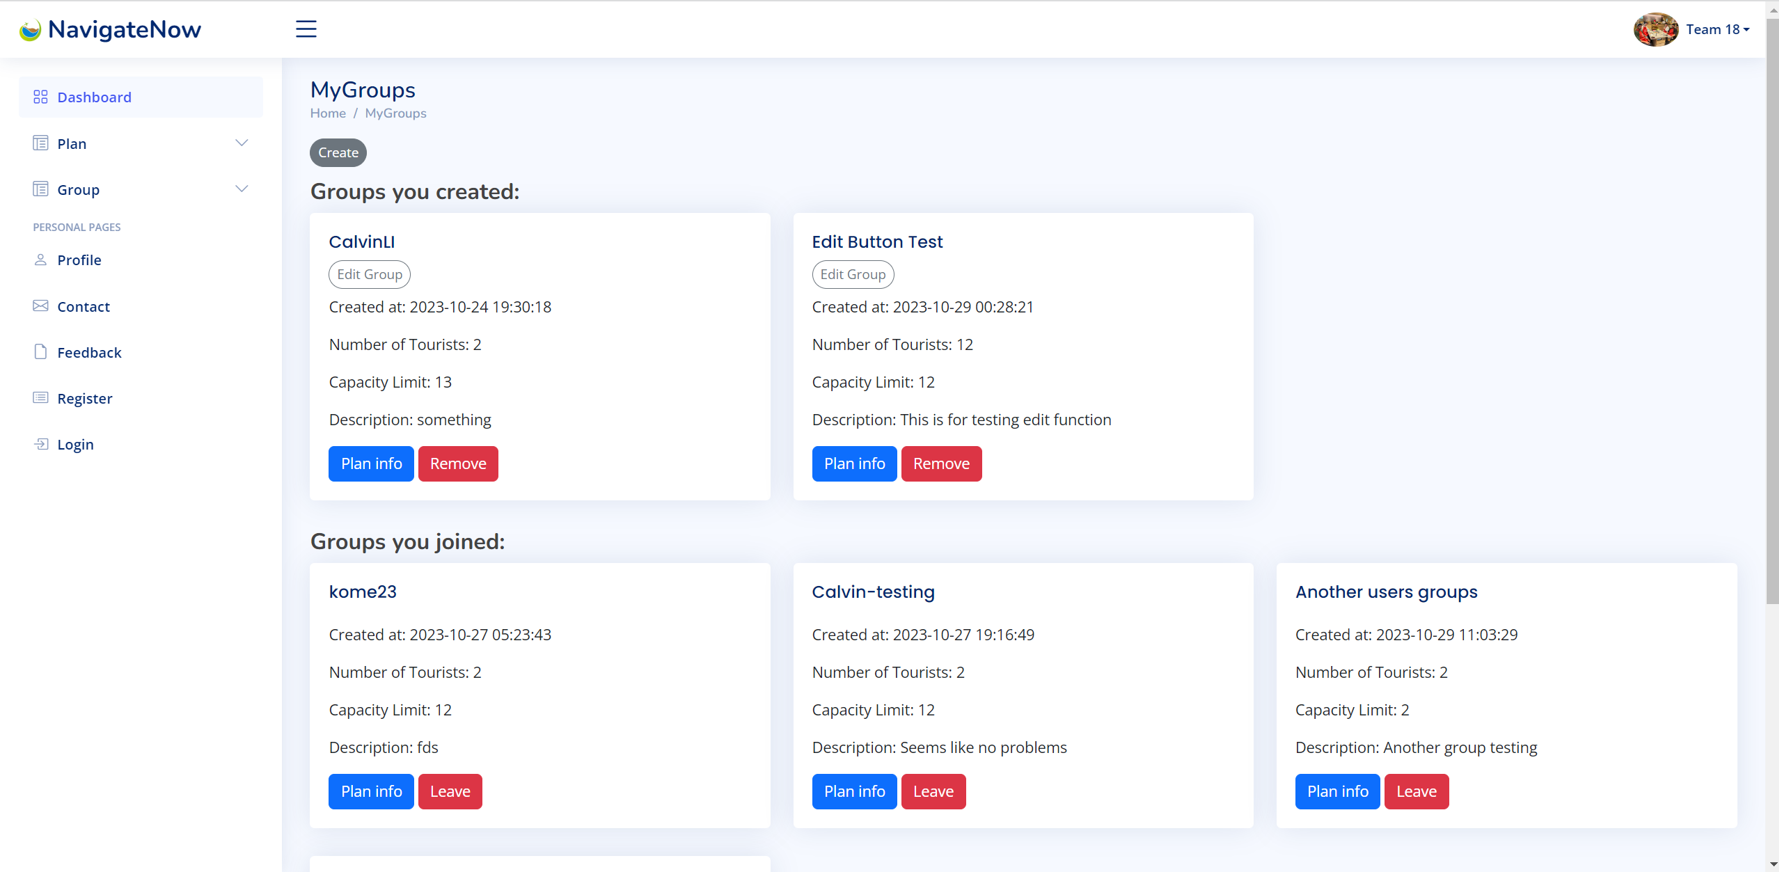 NavigateNow
Team 18
Dashboard
Plan
Group
PERSONAL PAGES
Profile
Contact
Feedback
Register
Login
MyGroups
Home / MyGroups
Create
Groups you created:
CalvinLI
Edit Group
Created at: 2023-10-24 19:30:18
Number of Tourists: 2
Capacity Limit: 13
Description: something
Plan info Remove
Edit Button Test
Edit Group
Created at: 2023-10-29 00:28:21
Number of Tourists: 12
Capacity Limit: 12
Description: This is for testing edit function
Plan info Remove
Groups you joined:
kome23
Created at: 2023-10-27 05:23:43
Number of Tourists: 2
Capacity Limit: 12
Description: fds
Plan info Leave
Calvin-testing
Created at: 2023-10-27 19:16:49
Number of Tourists: 2
Capacity Limit: 12
Description: Seems like no problems
Plan info Leave
Another users groups
Created at: 2023-10-29 11:03:29
Number of Tourists: 2
Capacity Limit: 2
Description: Another group testing
Plan info Leave